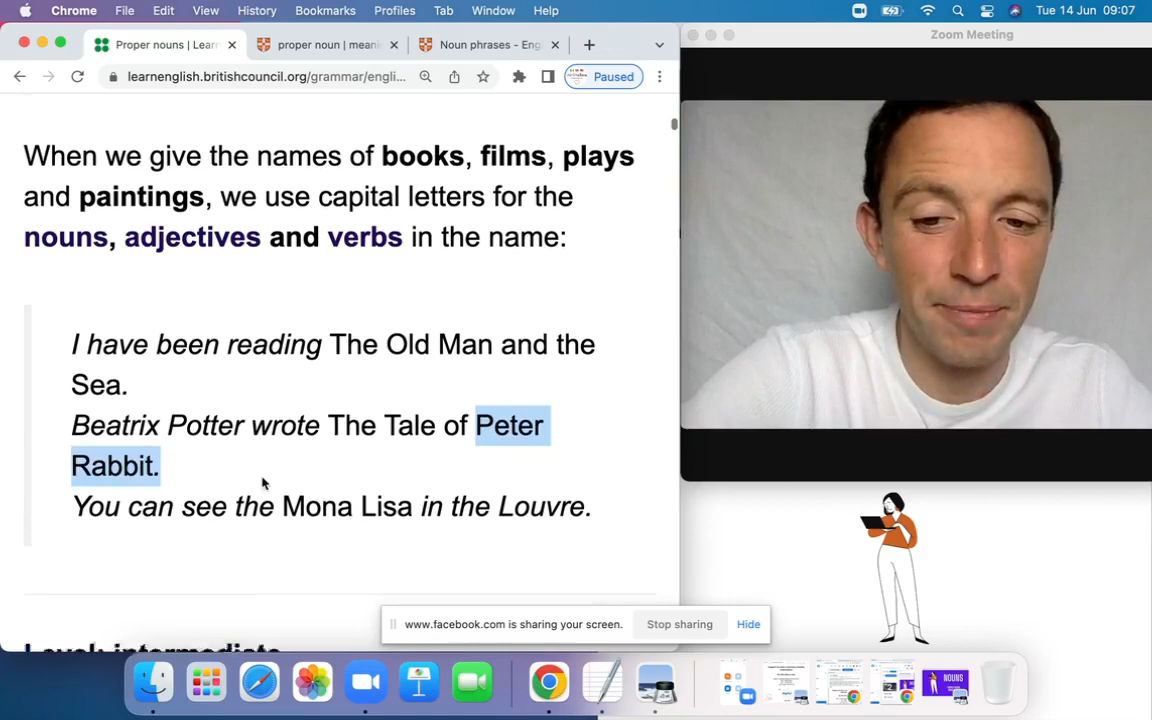 Chrome File Edit View History Bookmarks Profiles Tab Window Help Tue 14 Jun 09:07
Proper nouns | Learn proper noun | meani Noun phrases - Eng
Zoom Meeting
learnenglish.britishcouncil.org/grammar/engli... Paused
When we give the names of books, films, plays
and paintings, we use capital letters for the
nouns, adjectives and verbs in the name:
I have been reading The Old Man and the
Sea.
Beatrix Potter wrote The Tale of Peter
Rabbit.
You can see the Mona Lisa in the Louvre.
Level: intermediate
www.facebook.com is sharing your screen. Stop sharing Hide
NOUNS